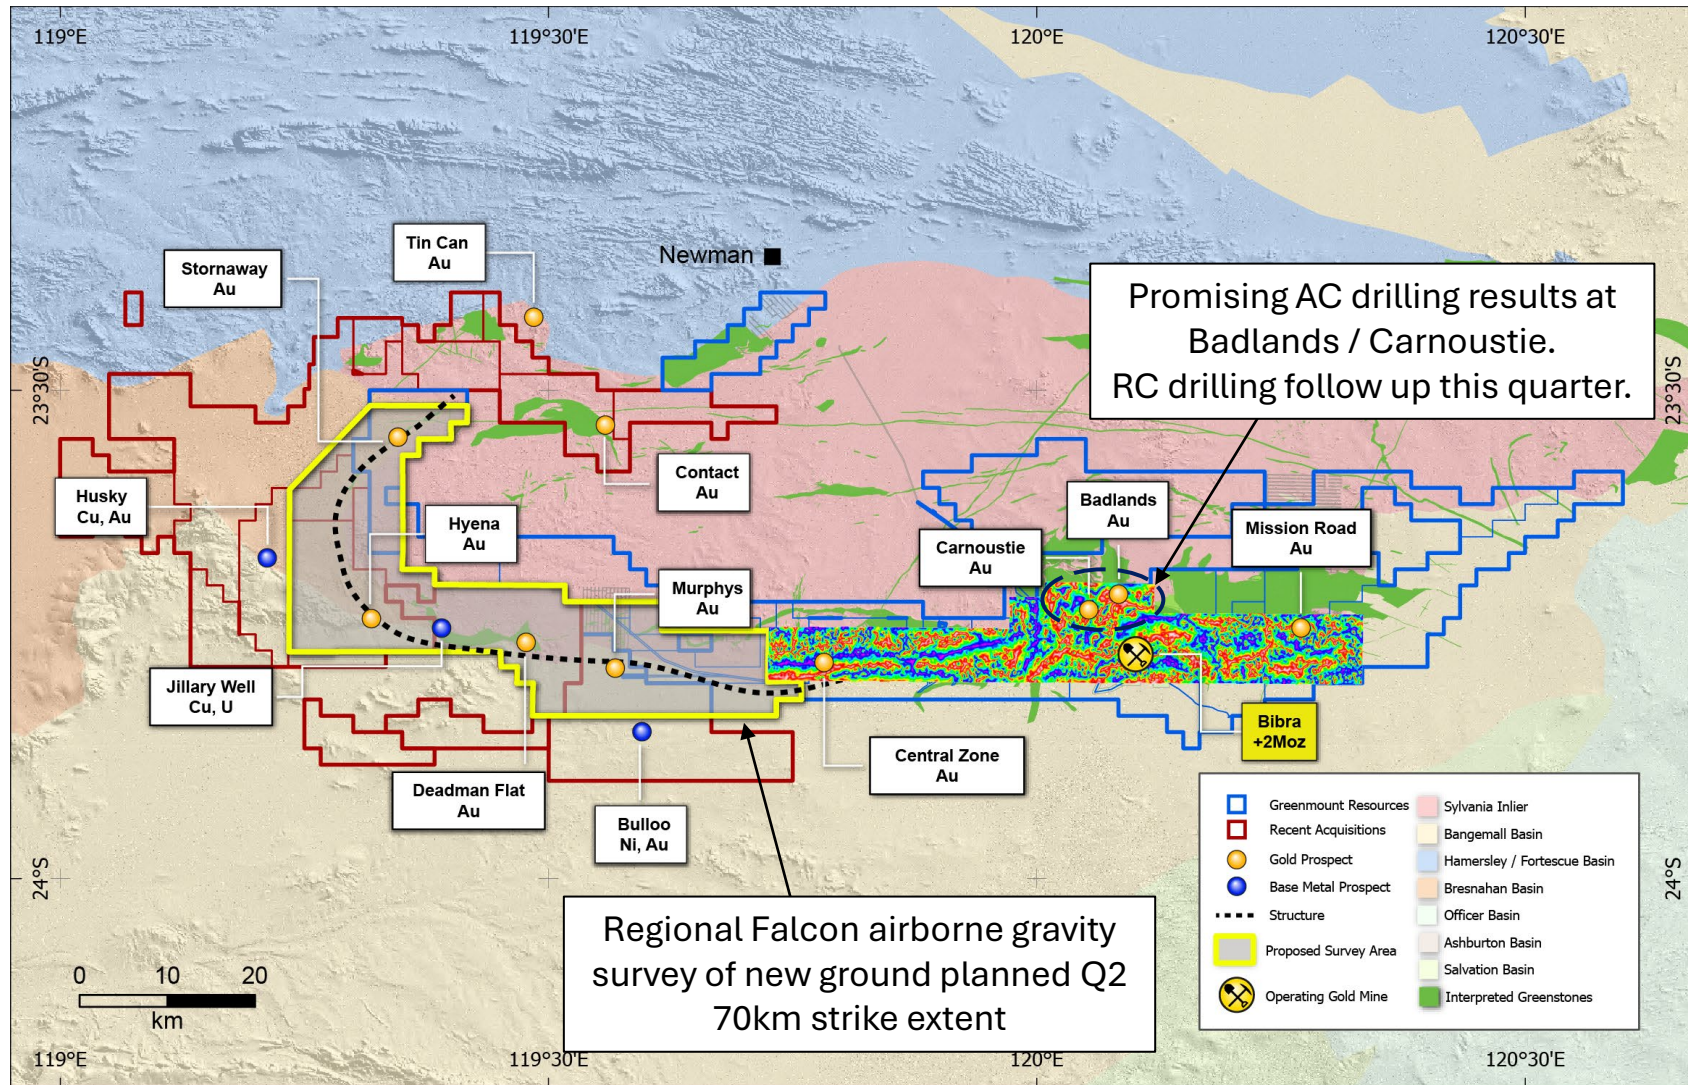 119°E
119°30'E
120°E
120°30'E
Tin Can
Au
Stornaway
Au
Newman
Promising AC drilling results at
Badlands / Carnoustie.
RC drilling follow up this quarter.
23°30'S
23°30'S
Contact
Au
Husky
Cu, Au
Hyena
Au
Badlands
Au
Carnoustie
Au
Mission Road
Au
Murphys
Au
Jillary Well
Cu, U
Bibra
+2Moz
Central Zone
Au
Deadman Flat
Au
Bulloo
Ni, Au
24°S
24°S
Greenmount Resources
Recent Acquisitions
Gold Prospect
Base Metal Prospect
Structure
Proposed Survey Area
Operating Gold Mine
Sylvania Inlier
Bangemall Basin
Hamersley / Fortescue Basin
Bresnahan Basin
Officer Basin
Ashburton Basin
Salvation Basin
Interpreted Greenstones
Regional Falcon airborne gravity
survey of new ground planned Q2
70km strike extent
0 10 20
km
119°E
119°30'E
120°E
120°30'E